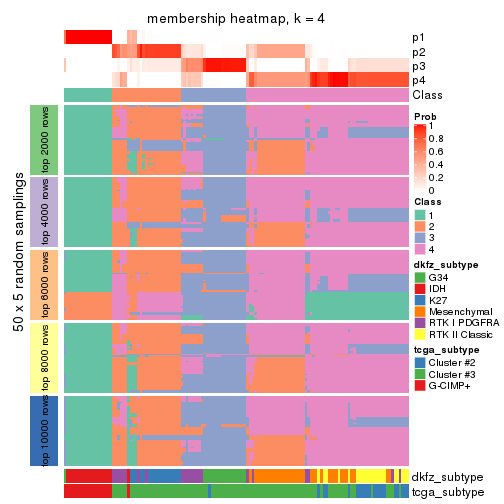 membership heatmap, k = 4
p1
p2
p3
p4
Class
50 x 5 random samplings
top 2000 rows
top 4000 rows
top 6000 rows
top 8000 rows
top 10000 rows
dkfz_subtype
tcga_subtype
Prob
1
0.8
0.6
0.4
0.2
0
Class
1
2
3
4
dkfz_subtype
G34
IDH
K27
Mesenchymal
RTK I PDGFRA
RTK II Classic
tcga_subtype
Cluster #2
Cluster #3
G-CIMP+